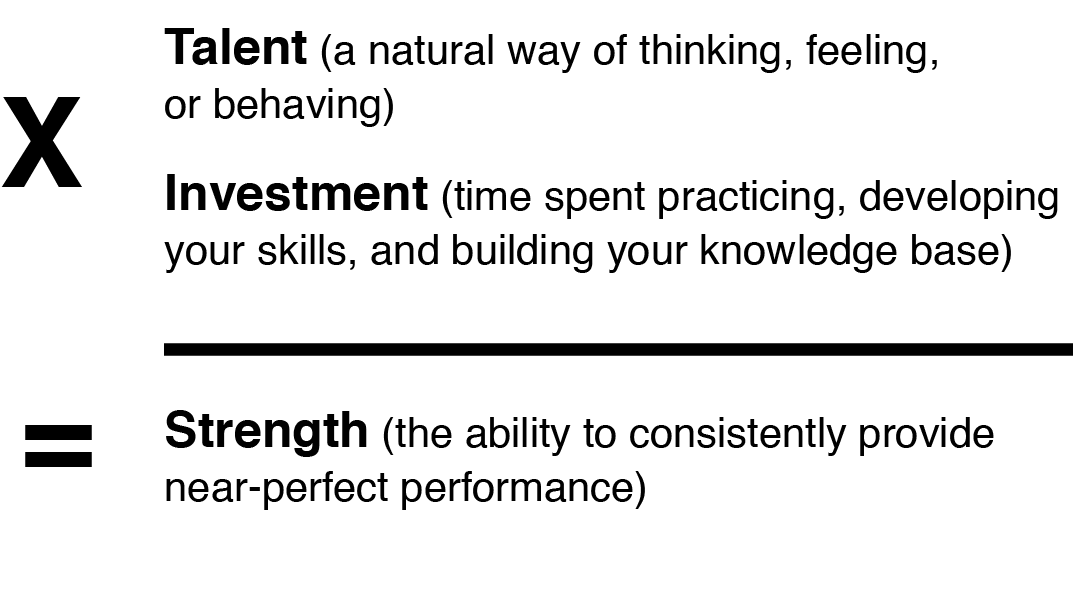 Talent (a natural way of thinking, feeling,
or behaving)
X
Investment (time spent practicing, developing
your skills, and building your knowledge base)
= Strength (the ability to consistently provide
near-perfect performance)